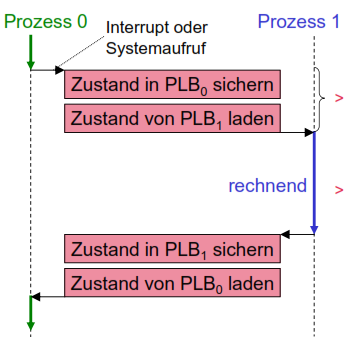 Prozess 0
Prozess 1
Interrupt oder
Systemaufruf
Zustand in PLB₀ sichern
Zustand von PLB₁ laden
>
rechnend
>
Zustand in PLB₁ sichern
Zustand von PLB₀ laden